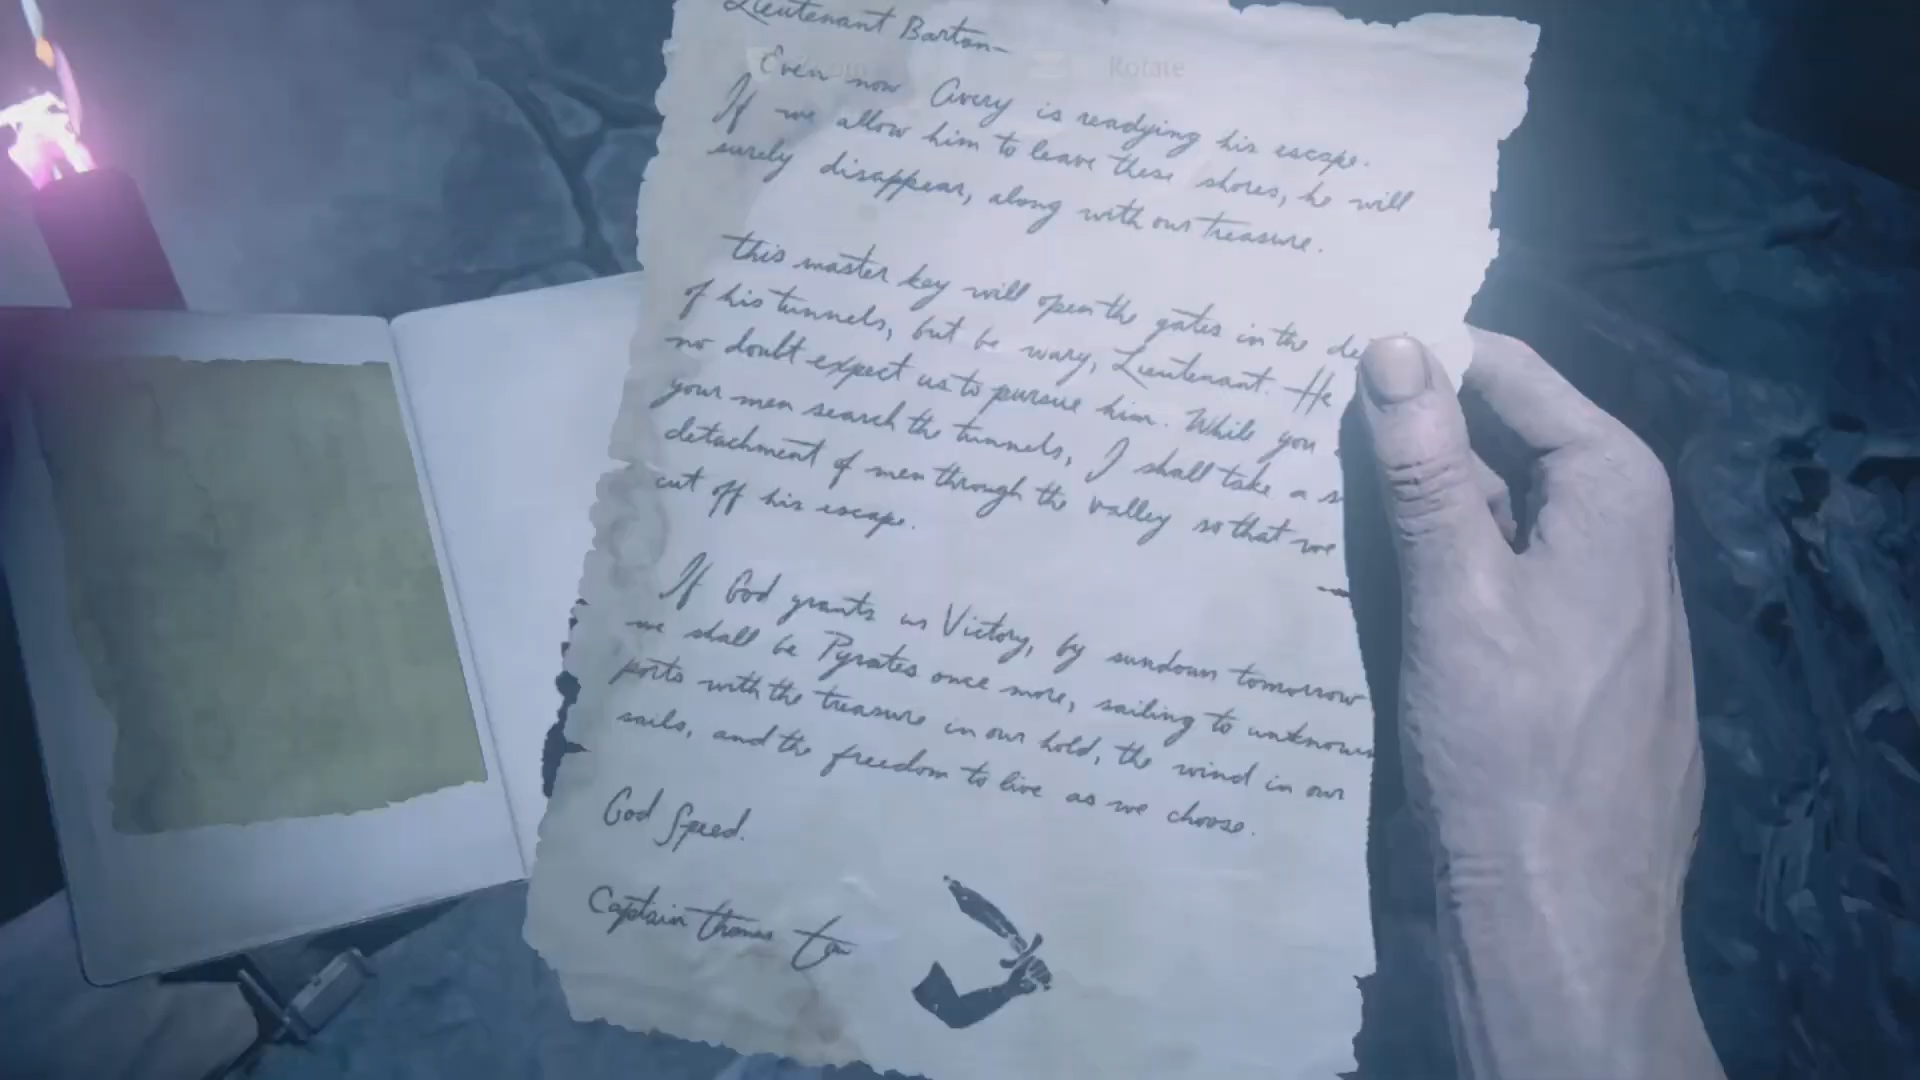 Lieutenant Barton—
Rotate
Even now Avery is readying his escape.
If we allow him to leave these shores, he will
surely disappear, along with our treasure.
This master key will open the gates in the de
of his tunnels, but be wary, Lieutenant. He
no doubt expect us to pursue him. While you
your men search the tunnels, I shall take a s
detachment of men through the valley so that we
cut off his escape.
If God grants us Victory, by sundown tomorrow
we shall be Pyrates once more, sailing to unknown
ports with the treasure in our hold, the wind in our
sails, and the freedom to live as we choose.
God Speed.
Captain Thomas Tew